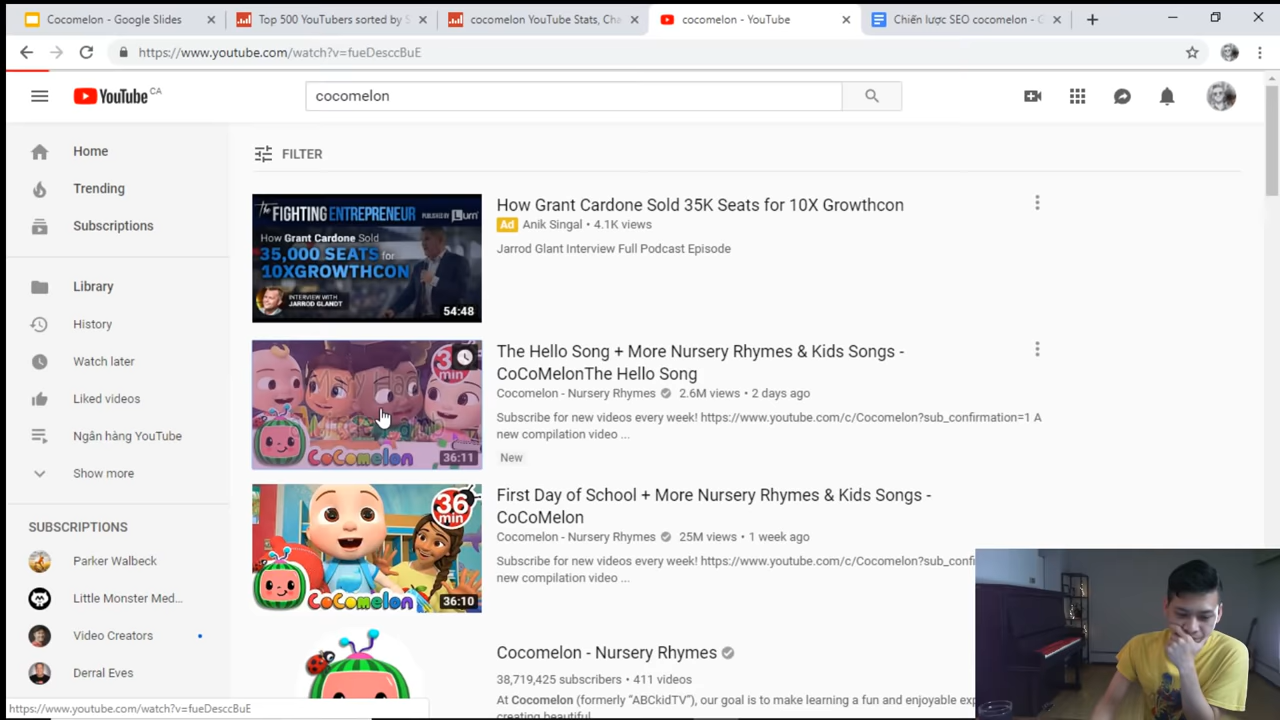 Cocomelon - Google Slides
Top 500 YouTubers sorted by S
cocomelon YouTube Stats, Cha
cocomelon - YouTube
Chiến lược SEO cocomelon - G
https://www.youtube.com/watch?v=fueDesccBuE
YouTube CA
cocomelon
Home
Trending
Subscriptions
Library
History
Watch later
Liked videos
Ngân hàng YouTube
Show more
SUBSCRIPTIONS
Parker Walbeck
Little Monster Med...
Video Creators
Derral Eves
https://www.youtube.com/watch?v=fueDesccBuE
FILTER
the FIGHTING ENTREPRENEUR PUBLISHED BY Lurn
How Grant Cardone Sold
35,000 SEATS for
10XGROWTHCON
INTERVIEW WITH
JARROD GLANDT
54:48
How Grant Cardone Sold 35K Seats for 10X Growthcon
Ad Anik Singal • 4.1K views
Jarrod Glant Interview Full Podcast Episode
min
CoCoMelon
36:11
The Hello Song + More Nursery Rhymes & Kids Songs -
CoCoMelonThe Hello Song
Cocomelon - Nursery Rhymes 2.6M views • 2 days ago
Subscribe for new videos every week! https://www.youtube.com/c/Cocomelon?sub_confirmation=1 A
new compilation video ...
New
36
min
CoCoMelon
36:10
First Day of School + More Nursery Rhymes & Kids Songs -
CoCoMelon
Cocomelon - Nursery Rhymes 25M views • 1 week ago
Subscribe for new videos every week! https://www.youtube.com/c/Cocomelon?sub_conf
new compilation video ...
Cocomelon - Nursery Rhymes
38,719,425 subscribers • 411 videos
At Cocomelon (formerly “ABCkidTV”), our goal is to make learning a fun and enjoyable exp
creating beautiful